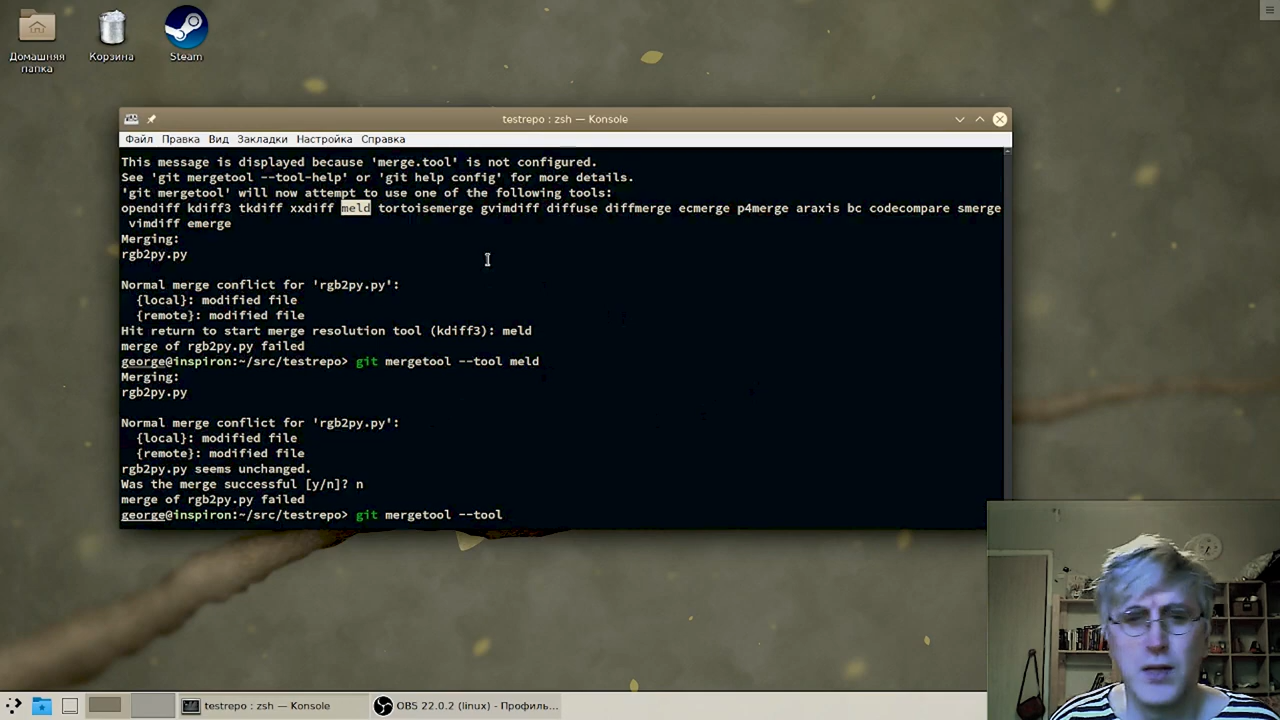 Домашняя
папка
Корзина
Steam
testrepo : zsh — Konsole
Файл Правка Вид Закладки Настройка Справка
This message is displayed because 'merge.tool' is not configured.
See 'git mergetool --tool-help' or 'git help config' for more details.
'git mergetool' will now attempt to use one of the following tools:
opendiff kdiff3 tkdiff xxdiff meld tortoisemerge gvimdiff diffuse diffmerge ecmerge p4merge araxis bc codecompare smerge
vimdiff emerge
Merging:
rgb2py.py
Normal merge conflict for 'rgb2py.py':
{local}: modified file
{remote}: modified file
Hit return to start merge resolution tool (kdiff3): meld
merge of rgb2py.py failed
george@inspiron:~/src/testrepo> git mergetool --tool meld
Merging:
rgb2py.py
Normal merge conflict for 'rgb2py.py':
{local}: modified file
{remote}: modified file
rgb2py.py seems unchanged.
Was the merge successful [y/n]? n
merge of rgb2py.py failed
george@inspiron:~/src/testrepo> git mergetool --tool
testrepo : zsh — Konsole
OBS 22.0.2 (linux) - Профиль...